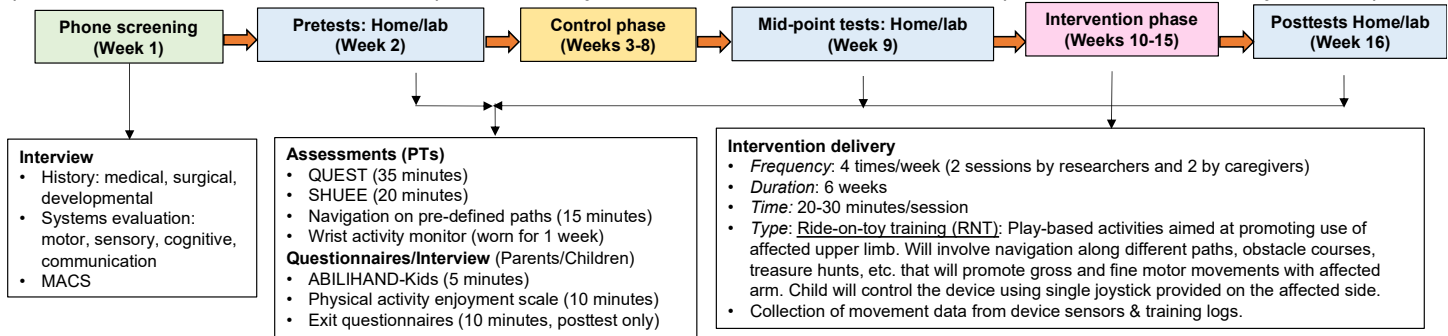 Phone screening
(Week 1)
Pretests: Home/lab
(Week 2)
Control phase
(Weeks 3-8)
Mid-point tests: Home/lab
(Week 9)
Intervention phase
(Weeks 10-15)
Posttests Home/lab
(Week 16)
Interview
• History: medical, surgical,
developmental
• Systems evaluation:
motor, sensory, cognitive,
communication
• MACS
Assessments (PTs)
• QUEST (35 minutes)
• SHUEE (20 minutes)
• Navigation on pre-defined paths (15 minutes)
• Wrist activity monitor (worn for 1 week)
Questionnaires/Interview (Parents/Children)
• ABILIHAND-Kids (5 minutes)
• Physical activity enjoyment scale (10 minutes)
• Exit questionnaires (10 minutes, posttest only)
Intervention delivery
• Frequency: 4 times/week (2 sessions by researchers and 2 by caregivers)
• Duration: 6 weeks
• Time: 20-30 minutes/session
• Type: Ride-on-toy training (RNT): Play-based activities aimed at promoting use of
affected upper limb. Will involve navigation along different paths, obstacle courses,
treasure hunts, etc. that will promote gross and fine motor movements with affected
arm. Child will control the device using single joystick provided on the affected side.
• Collection of movement data from device sensors & training logs.